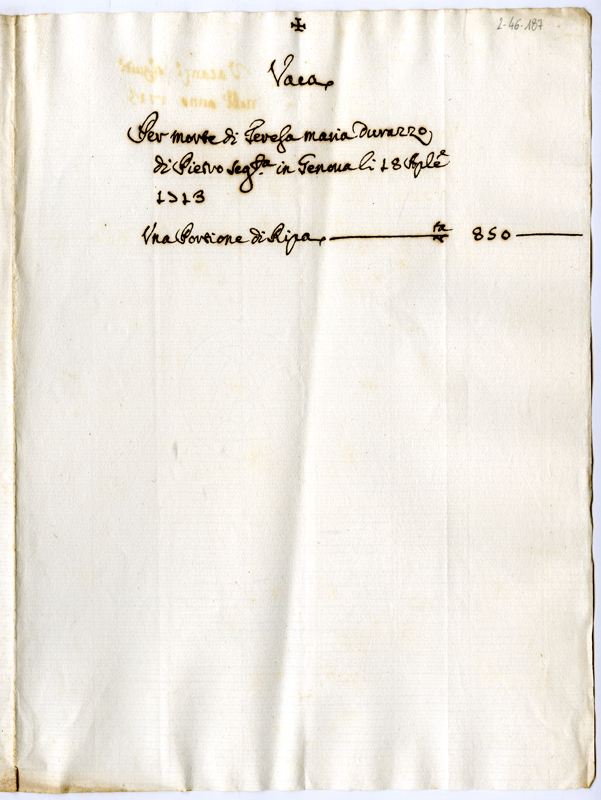 ✠
2-46-187
Vaca
Per morte di Teresa maria Durazzo
di Pietro seg.ta in Genova li 18 Aple
1713
Una Portione di Ripa — 850 —